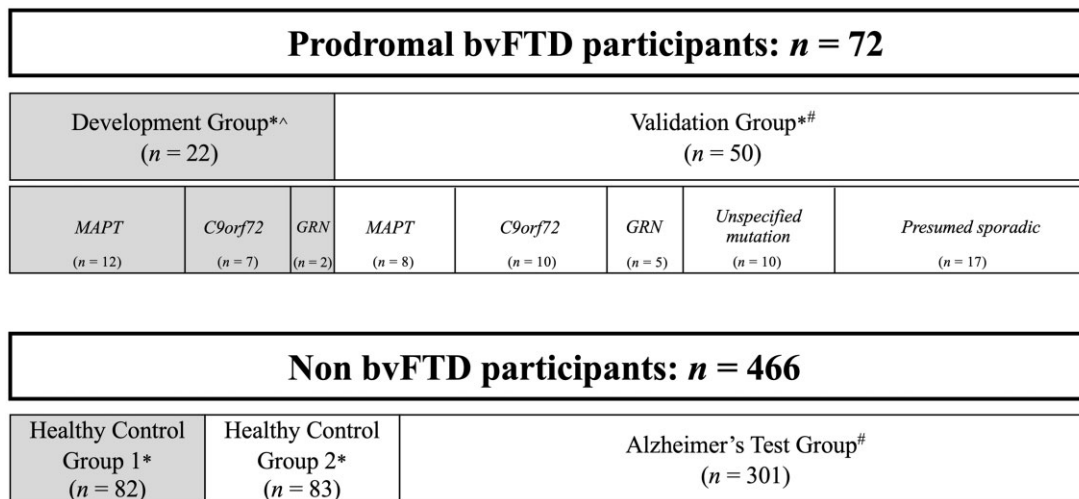 Prodromal bvFTD participants: n = 72
Development Group*^
(n = 22)
Validation Group*#
(n = 50)
MAPT
(n = 12)
C9orf72
(n = 7)
GRN
(n = 2)
MAPT
(n = 8)
C9orf72
(n = 10)
GRN
(n = 5)
Unspecified
mutation
(n = 10)
Presumed sporadic
(n = 17)
Non bvFTD participants: n = 466
Healthy Control
Group 1*
(n = 82)
Healthy Control
Group 2*
(n = 83)
Alzheimer's Test Group#
(n = 301)